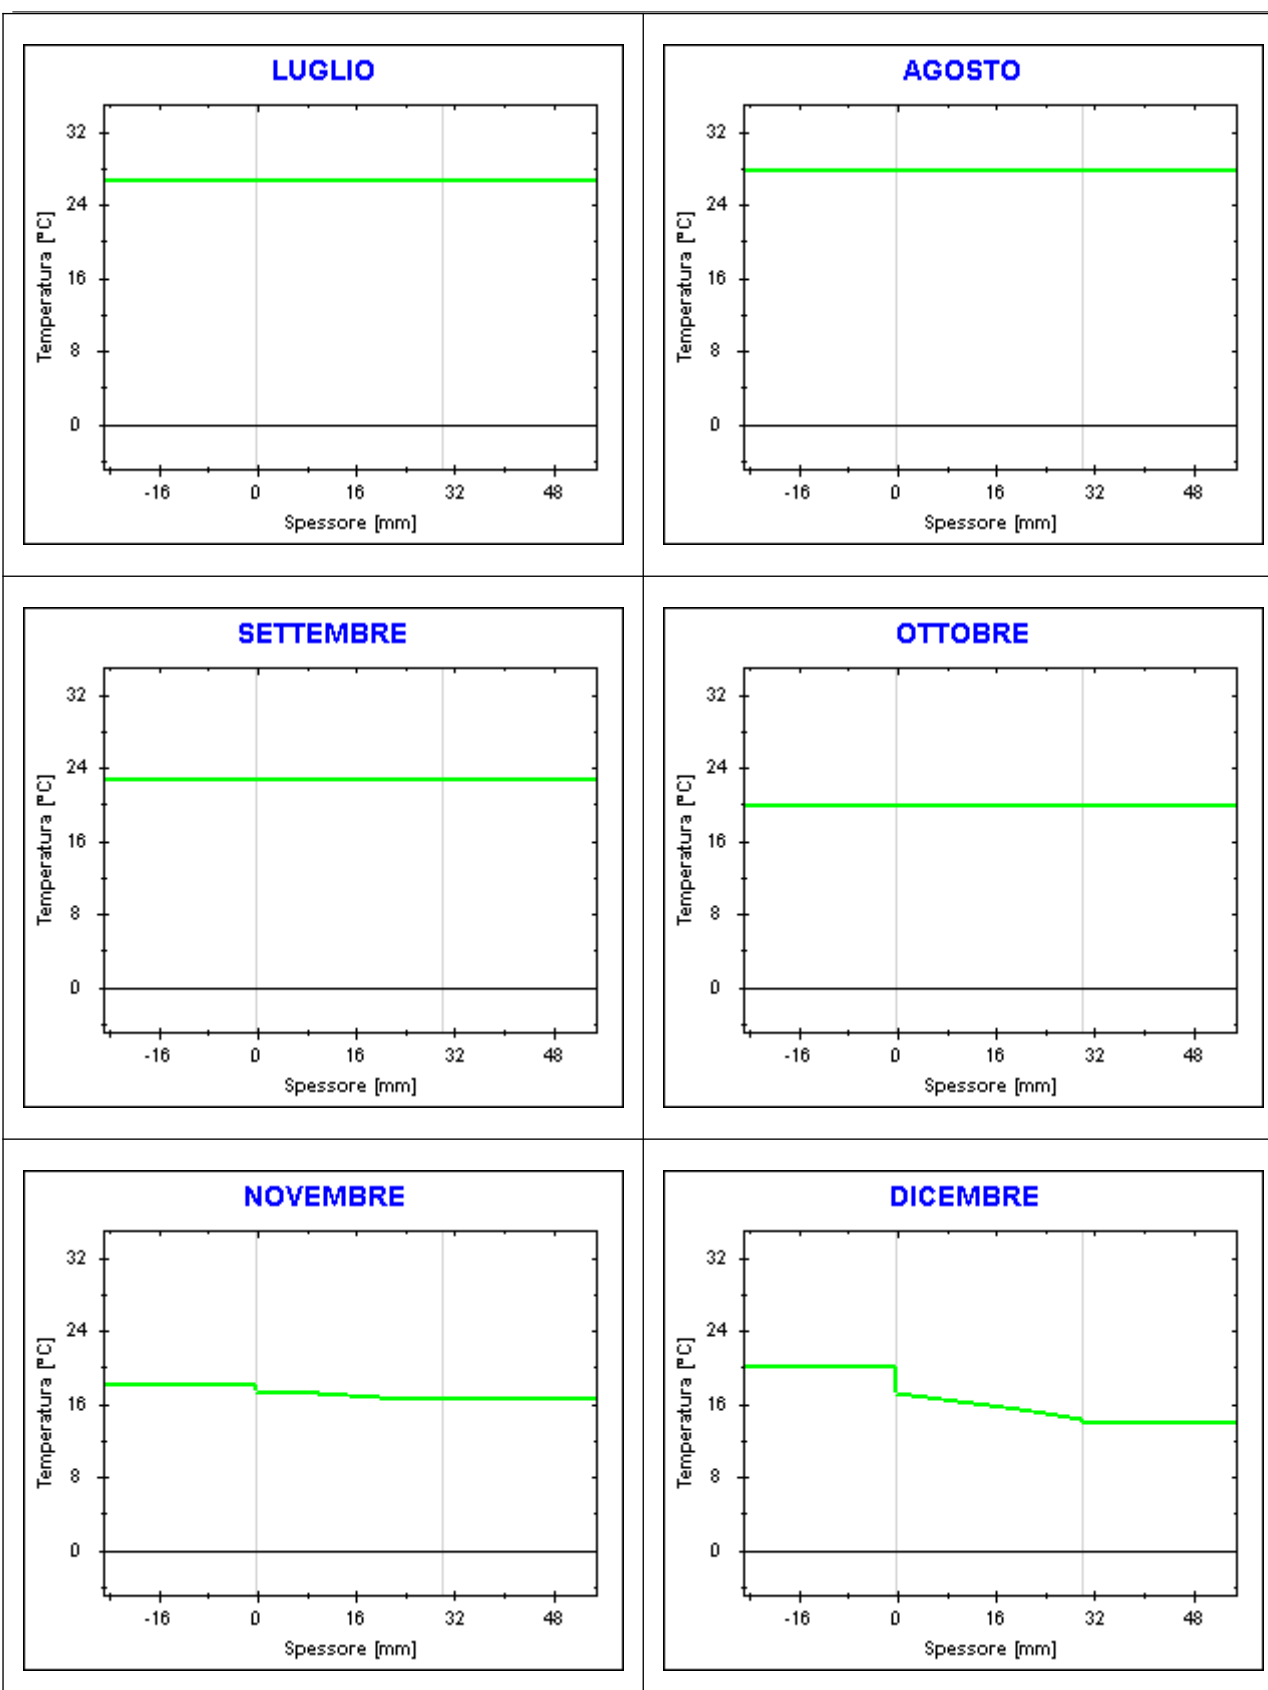 LUGLIO
32
24
16
8
0
Temperatura [°C]
-16 0 16 32 48
Spessore [mm]
AGOSTO
32
24
16
8
0
Temperatura [°C]
-16 0 16 32 48
Spessore [mm]
SETTEMBRE
32
24
16
8
0
Temperatura [°C]
-16 0 16 32 48
Spessore [mm]
OTTOBRE
32
24
16
8
0
Temperatura [°C]
-16 0 16 32 48
Spessore [mm]
NOVEMBRE
32
24
16
8
0
Temperatura [°C]
-16 0 16 32 48
Spessore [mm]
DICEMBRE
32
24
16
8
0
Temperatura [°C]
-16 0 16 32 48
Spessore [mm]